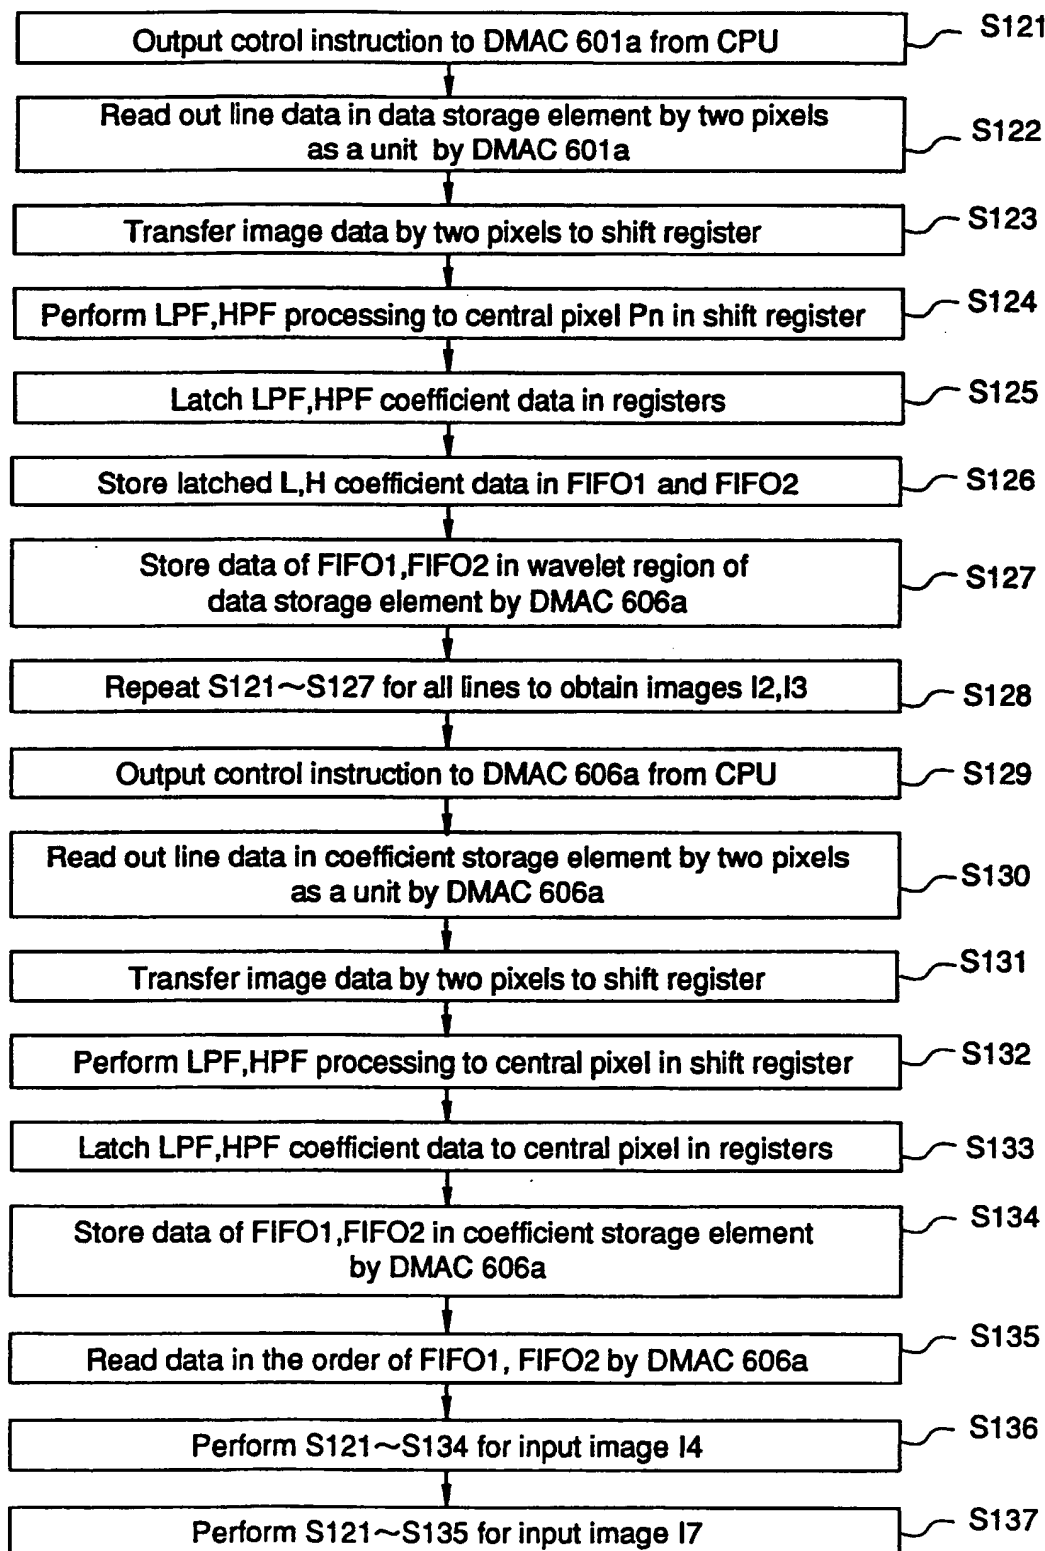 Output cotrol instruction to DMAC 601a from CPU
S121
Read out line data in data storage element by two pixels
as a unit by DMAC 601a
S122
Transfer image data by two pixels to shift register
S123
Perform LPF,HPF processing to central pixel Pn in shift register
S124
Latch LPF,HPF coefficient data in registers
S125
Store latched L,H coefficient data in FIFO1 and FIFO2
S126
Store data of FIFO1,FIFO2 in wavelet region of
data storage element by DMAC 606a
S127
Repeat S121~S127 for all lines to obtain images I2,I3
S128
Output control instruction to DMAC 606a from CPU
S129
Read out line data in coefficient storage element by two pixels
as a unit by DMAC 606a
S130
Transfer image data by two pixels to shift register
S131
Perform LPF,HPF processing to central pixel in shift register
S132
Latch LPF,HPF coefficient data to central pixel in registers
S133
Store data of FIFO1,FIFO2 in coefficient storage element
by DMAC 606a
S134
Read data in the order of FIFO1, FIFO2 by DMAC 606a
S135
Perform S121~S134 for input image I4
S136
Perform S121~S135 for input image I7
S137